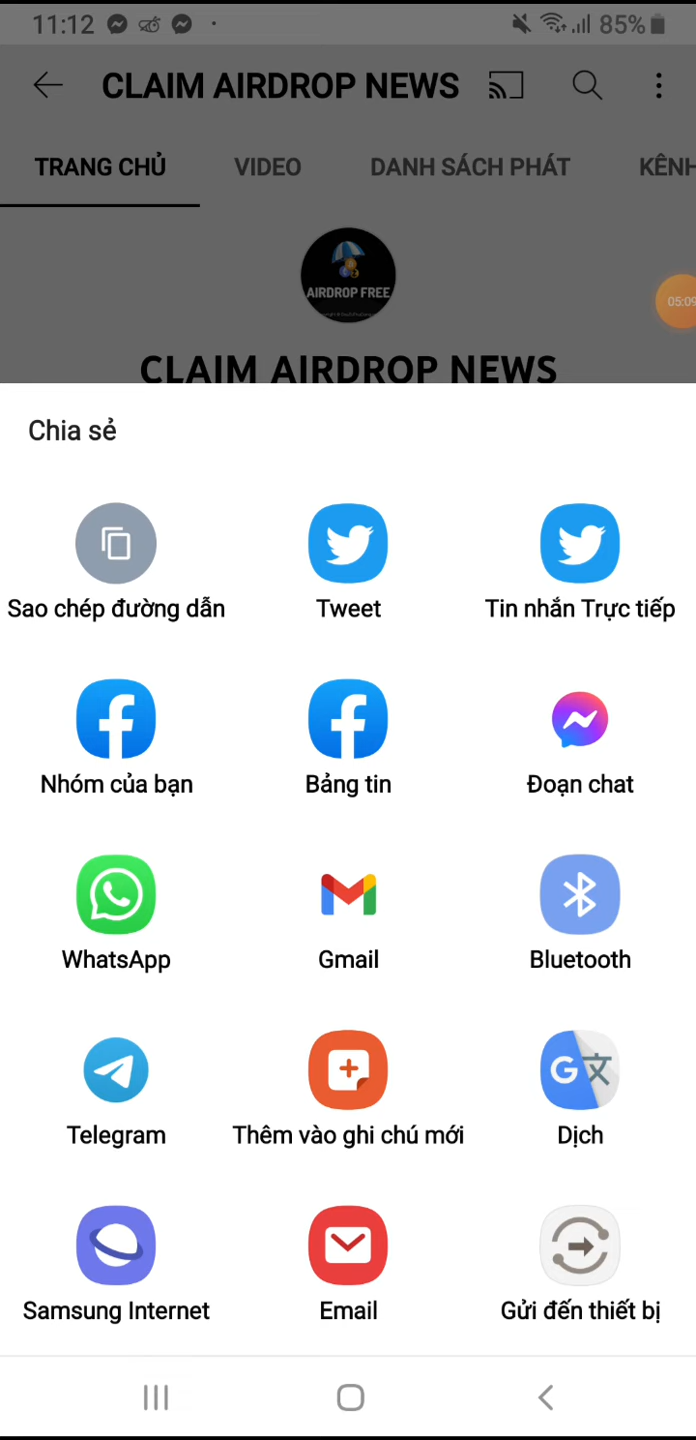 11:12
85%
CLAIM AIRDROP NEWS
TRANG CHỦ VIDEO DANH SÁCH PHÁT KÊNH
AIRDROP FREE
05:09
CLAIM AIRDROP NEWS
Chia sẻ
Sao chép đường dẫn Tweet Tin nhắn Trực tiếp
Nhóm của bạn Bảng tin Đoạn chat
WhatsApp Gmail Bluetooth
Telegram Thêm vào ghi chú mới Dịch
Samsung Internet Email Gửi đến thiết bị